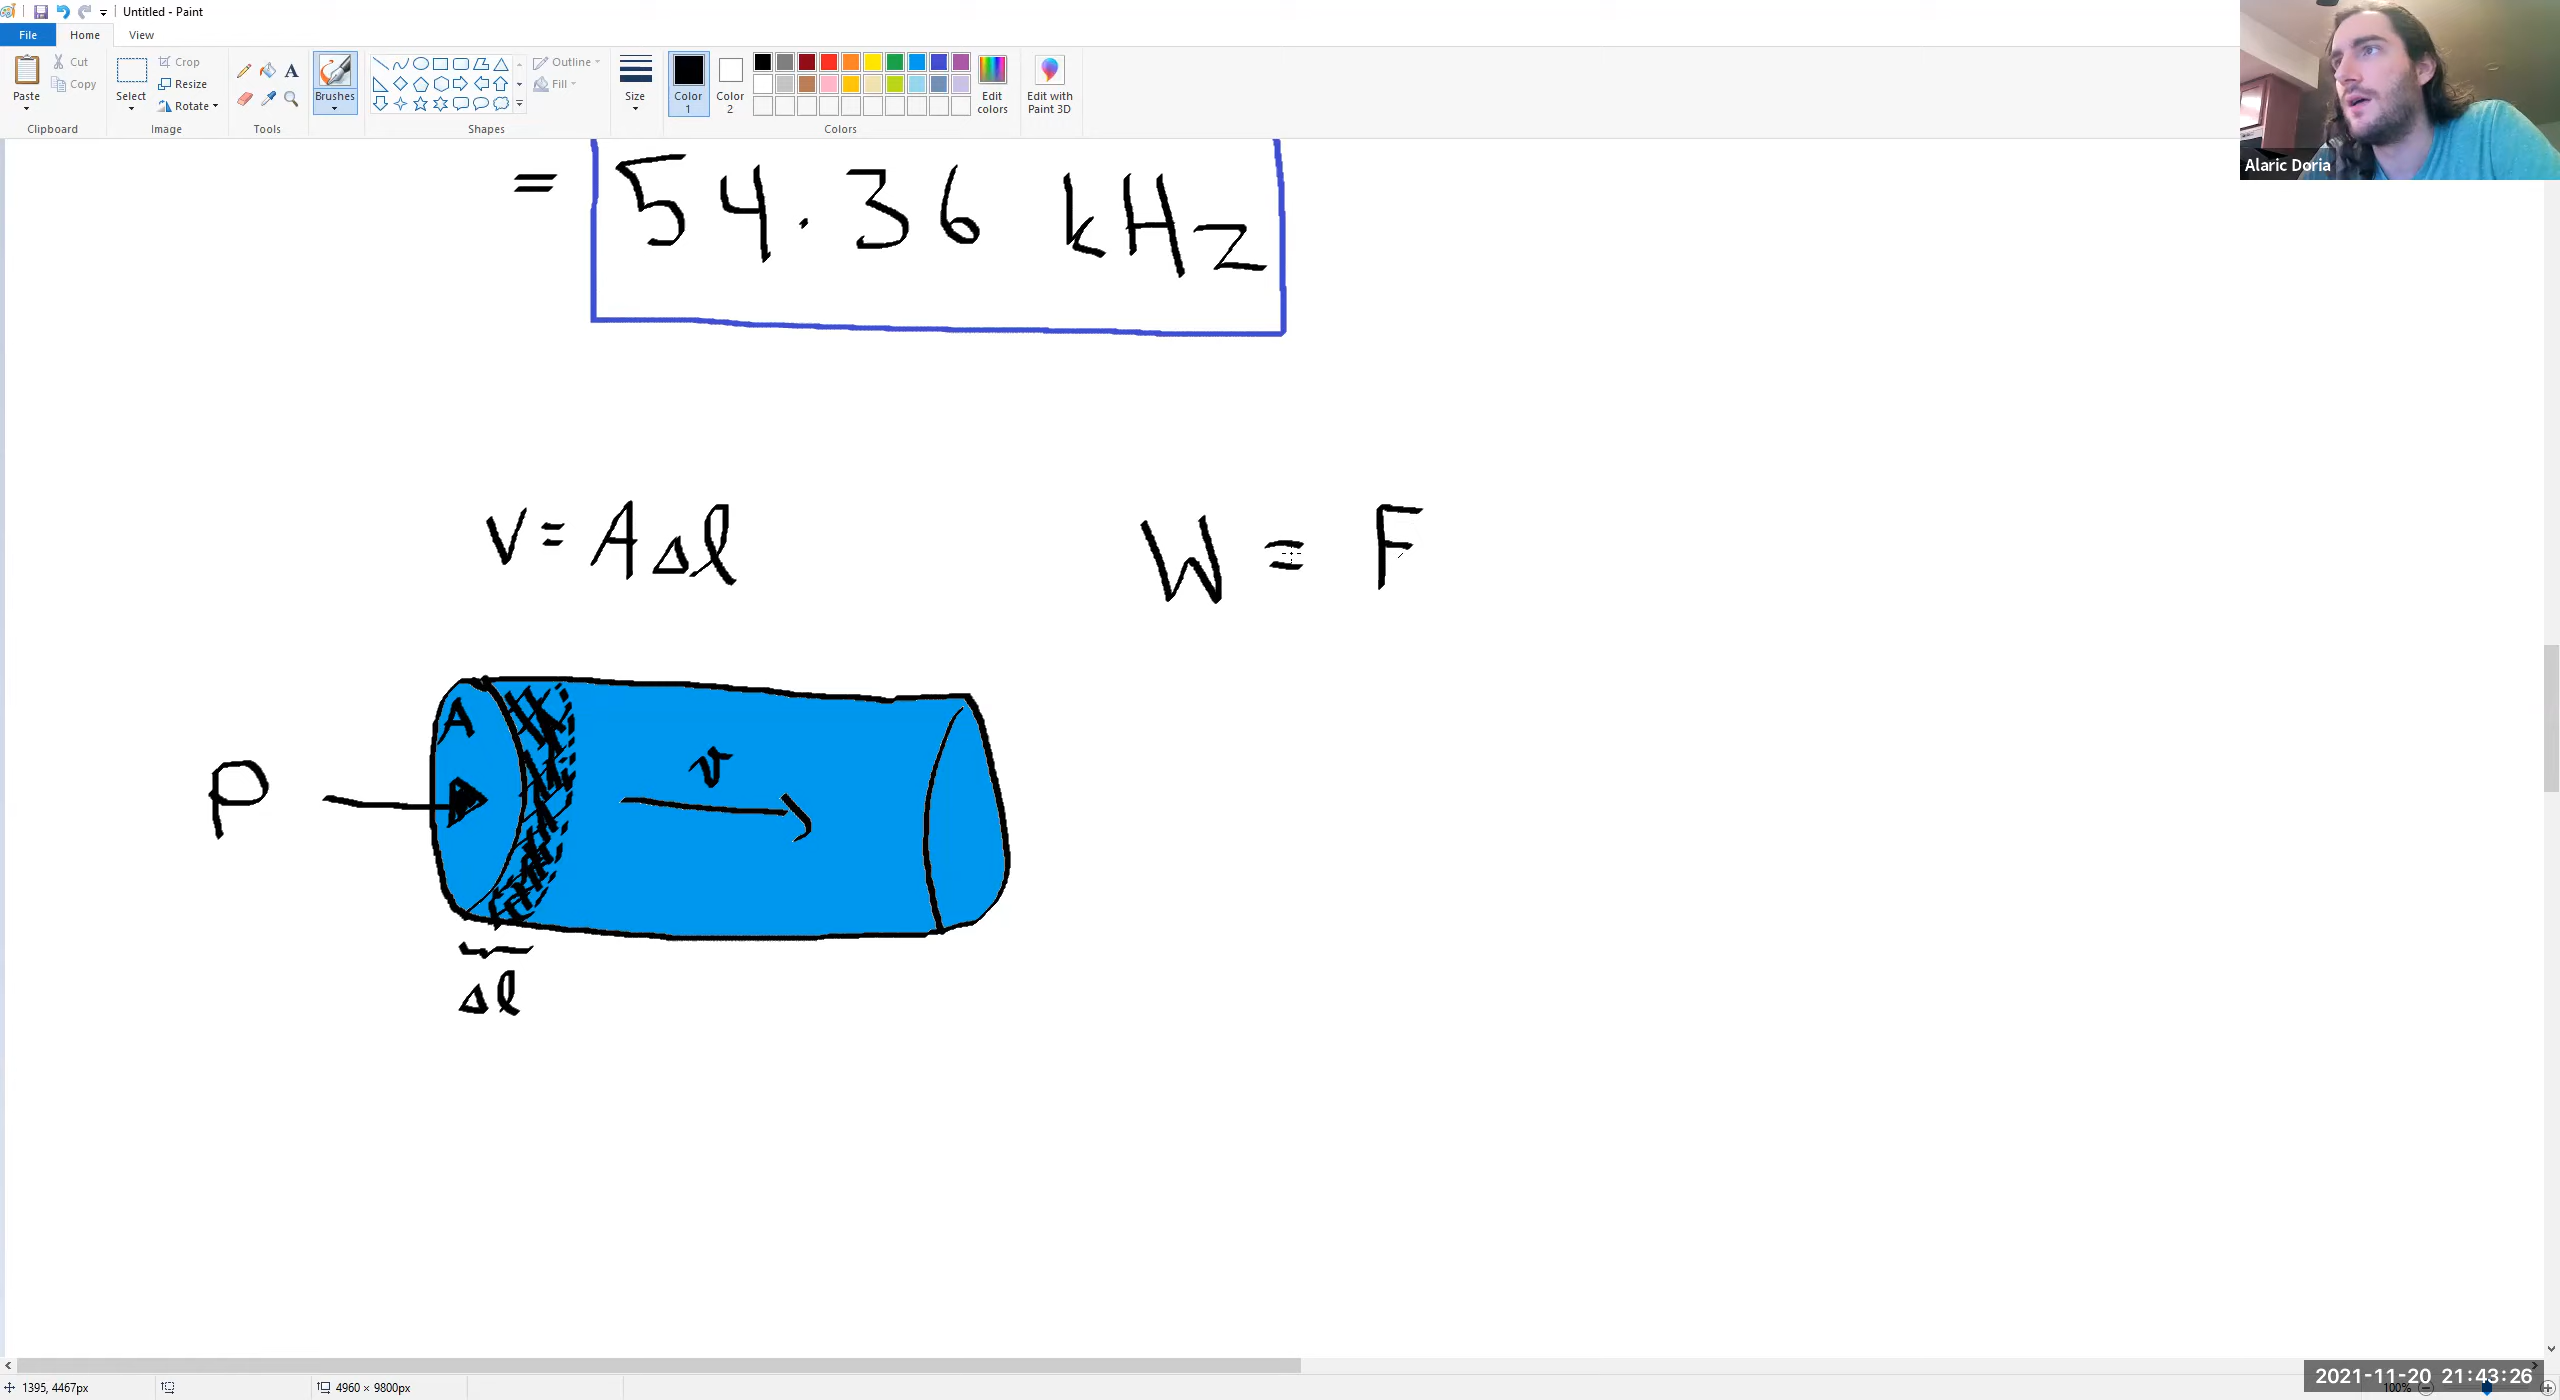 Untitled - Paint
File Home View
Cut Crop Outline
Copy Resize Fill
Paste Select Rotate Brushes Size Color 1 Color 2 Edit colors Edit with Paint 3D
Clipboard Image Tools Shapes Colors
Alaric Doria
= 54.36 kHz
V = A Δl
W = F
A
P
v
Δl
2021-11-20 21:43:26
1395, 4467px 4960 × 9800px 100%